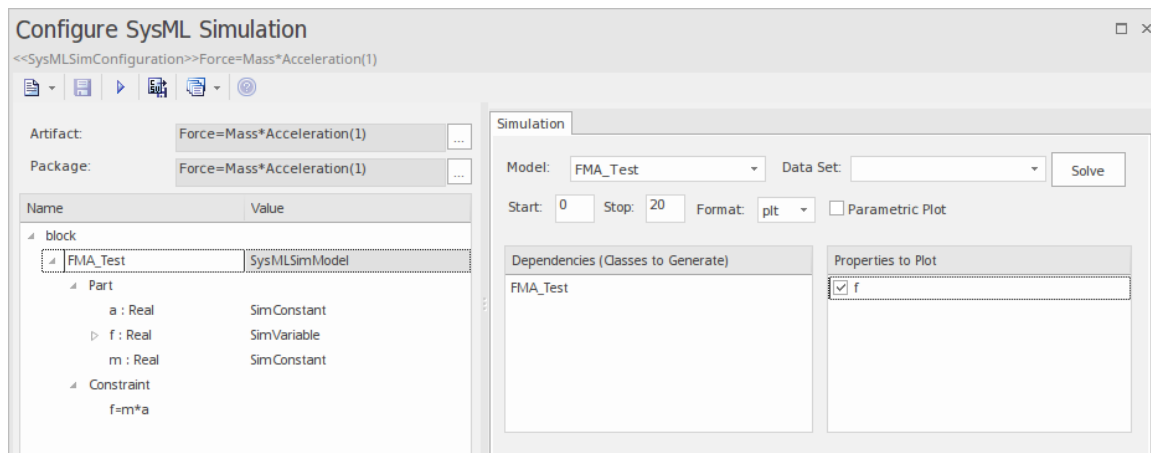 Configure SysML Simulation
<<SysMLSimConfiguration>>Force=Mass*Acceleration(1)
Artifact: Force=Mass*Acceleration(1) ...
Package: Force=Mass*Acceleration(1) ...
Name Value
block
FMA_Test SysMLSimModel
Part
a : Real SimConstant
f : Real SimVariable
m : Real SimConstant
Constraint
f=m*a
Simulation
Model: FMA_Test Data Set: Solve
Start: 0 Stop: 20 Format: plt Parametric Plot
Dependencies (Classes to Generate)
FMA_Test
Properties to Plot
f